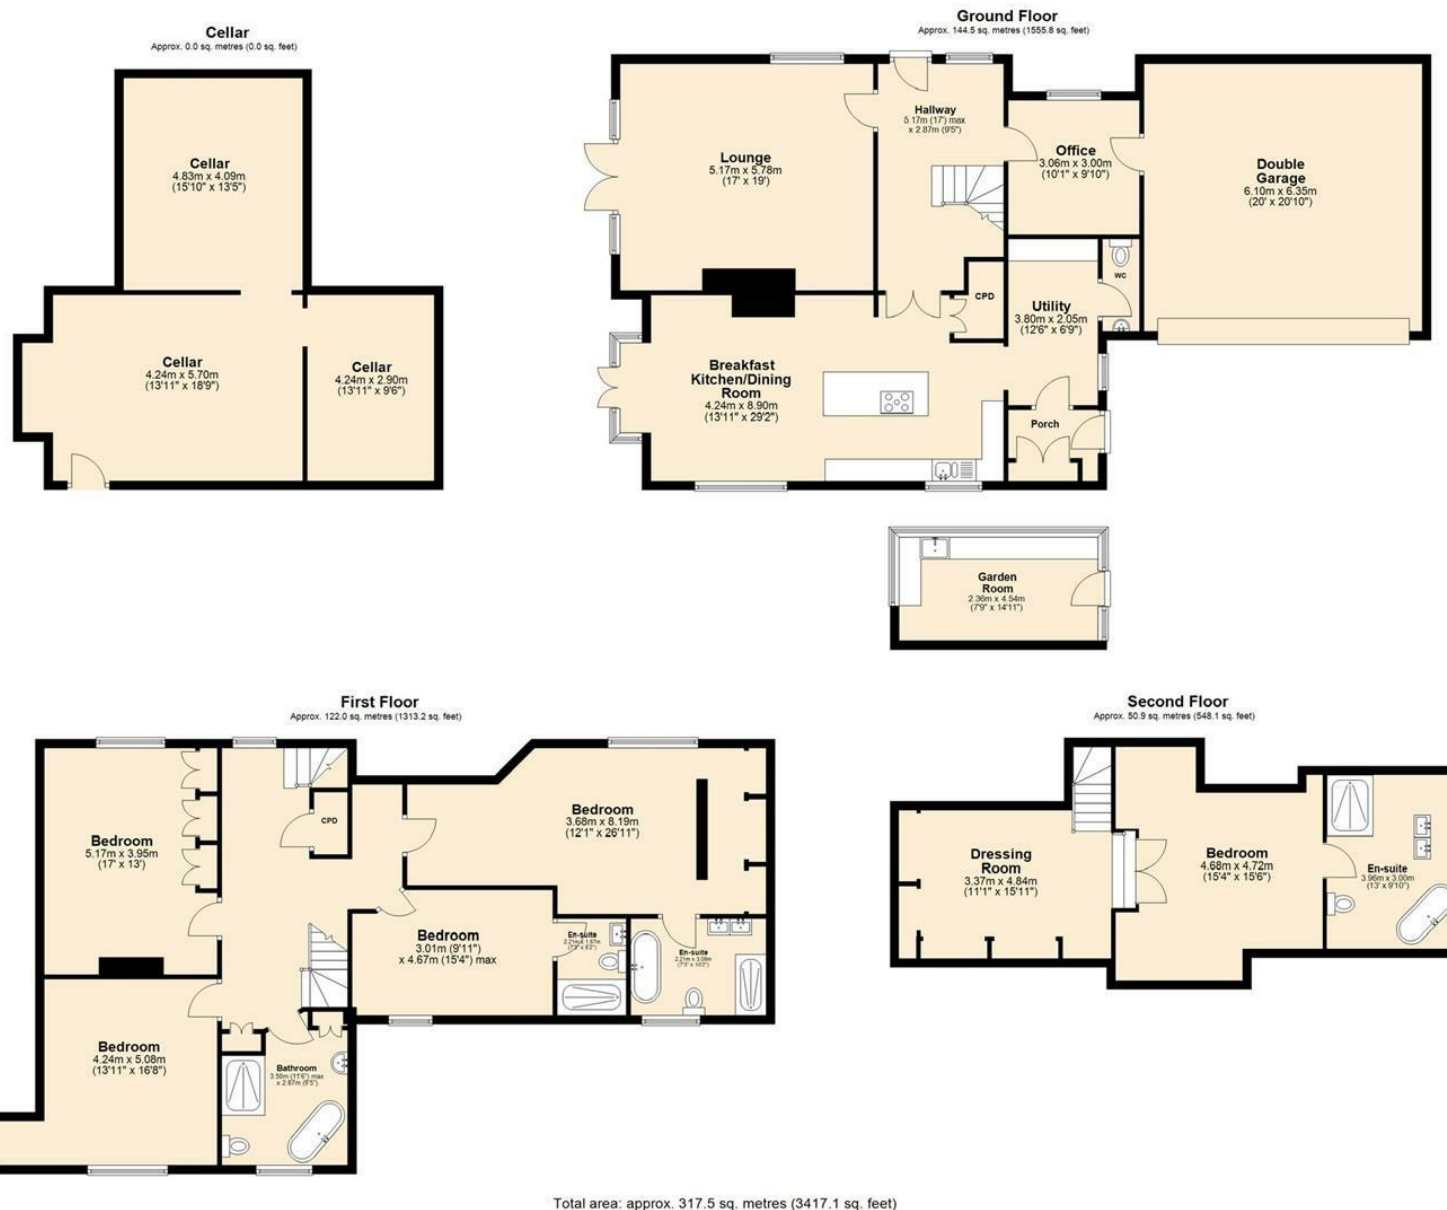 Cellar
Approx. 0.0 sq. metres (0.0 sq. feet)
Cellar
4.83m x 4.09m
(15'10" x 13'5")
Cellar
4.24m x 5.70m
(13'11" x 18'9")
Cellar
4.24m x 2.90m
(13'11" x 9'6")
Ground Floor
Approx. 144.5 sq. metres (1555.8 sq. feet)
Lounge
5.17m x 5.78m
(17' x 19')
Hallway
5.17m (17') max
x 2.87m (9'5")
Office
3.06m x 3.00m
(10'1" x 9'10")
Double
Garage
6.10m x 6.35m
(20' x 20'10")
WC
CPD
Utility
3.80m x 2.05m
(12'6" x 6'9")
Breakfast
Kitchen/Dining
Room
4.24m x 8.90m
(13'11" x 29'2")
Porch
Garden
Room
2.36m x 4.54m
(7'9" x 14'11")
First Floor
Approx. 122.0 sq. metres (1313.2 sq. feet)
Bedroom
5.17m x 3.95m
(17' x 13')
CPD
Bedroom
3.68m x 8.19m
(12'1" x 26'11")
Bedroom
3.01m (9'11")
x 4.67m (15'4") max
En-suite
En-suite
Bedroom
4.24m x 5.08m
(13'11" x 16'8")
Bathroom
3.50m (11'6") max
x 2.87m (9'5")
Second Floor
Approx. 50.9 sq. metres (548.1 sq. feet)
Dressing
Room
3.37m x 4.84m
(11'1" x 15'11")
Bedroom
4.68m x 4.72m
(15'4" x 15'6")
En-suite
3.96m x 3.00m
(13' x 9'10")
Total area: approx. 317.5 sq. metres (3417.1 sq. feet)